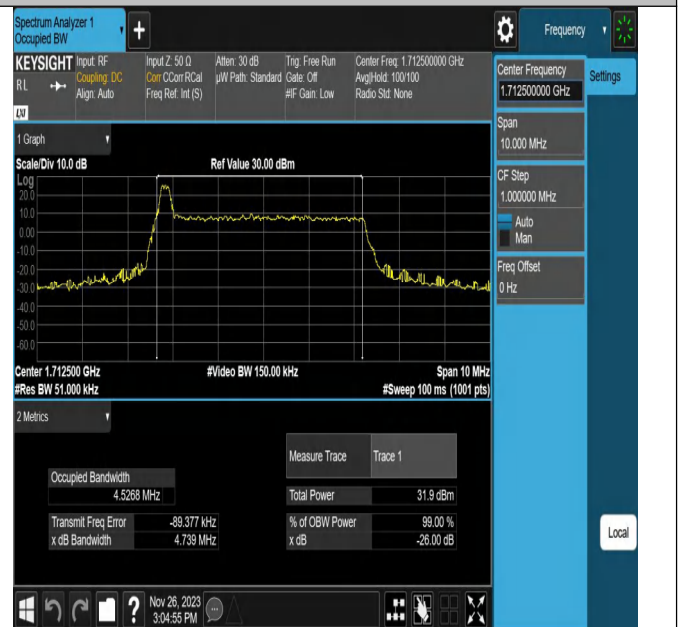 Spectrum Analyzer 1
Occupied BW
+
Frequency
KEYSIGHT Input: RF Input Z: 50 Ω Atten: 30 dB Trig: Free Run Center Freq: 1.712500000 GHz
RL Coupling: DC Corr CCorr RCal µW Path: Standard Gate: Off Avg|Hold: 100/100
Align: Auto Freq Ref: Int (S) #IF Gain: Low Radio Std: None
LXI
Center Frequency
1.712500000 GHz
Settings
Span
10.000 MHz
CF Step
1.000000 MHz
Auto
Man
Freq Offset
0 Hz
Local
1 Graph
Scale/Div 10.0 dB Ref Value 30.00 dBm
Log
20.0
10.0
0.00
-10.0
-20.0
-30.0
-40.0
-50.0
-60.0
Center 1.712500 GHz #Video BW 150.00 kHz Span 10 MHz
#Res BW 51.000 kHz #Sweep 100 ms (1001 pts)
2 Metrics
Measure Trace Trace 1
Occupied Bandwidth
4.5268 MHz
Total Power 31.9 dBm
Transmit Freq Error -89.377 kHz % of OBW Power 99.00 %
x dB Bandwidth 4.739 MHz x dB -26.00 dB
? Nov 26, 2023
3:04:55 PM